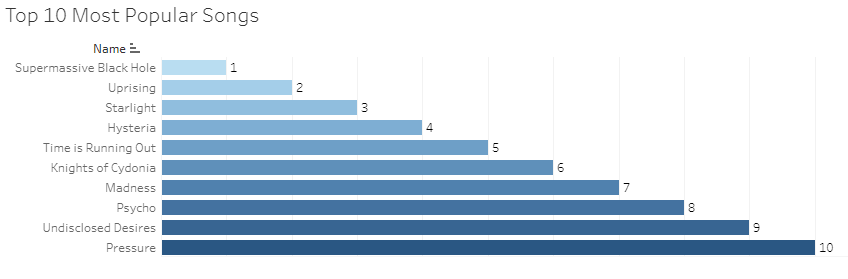 Top 10 Most Popular Songs
Name
Supermassive Black Hole 1
Uprising 2
Starlight 3
Hysteria 4
Time is Running Out 5
Knights of Cydonia 6
Madness 7
Psycho 8
Undisclosed Desires 9
Pressure 10